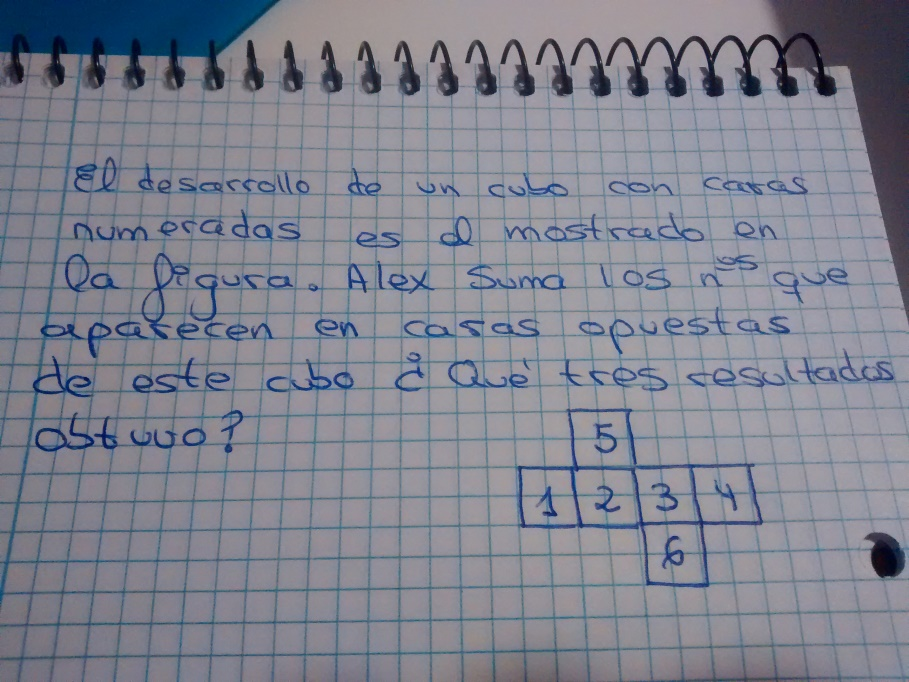 El desarrollo de un cubo con caras
numeradas es el mostrado en
la figura. Alex suma los nos que
aparecen en caras opuestas
de este cubo ¿Qué tres resultados
obtuvo?
5
1 2 3 4
6